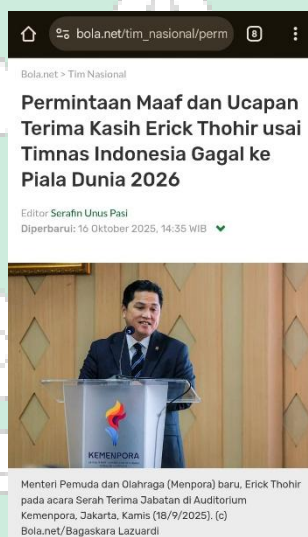 bola.net/tim_nasional/perm
8
Bola.net > Tim Nasional
Permintaan Maaf dan Ucapan
Terima Kasih Erick Thohir usai
Timnas Indonesia Gagal ke
Piala Dunia 2026
Editor Serafin Unus Pasi
Diperbarui: 16 Oktober 2025, 14:35 WIB
KEMENPORA
Menteri Pemuda dan Olahraga (Menpora) baru, Erick Thohir
pada acara Serah Terima Jabatan di Auditorium
Kemenpora, Jakarta, Kamis (18/9/2025). (c)
Bola.net/Bagaskara Lazuardi